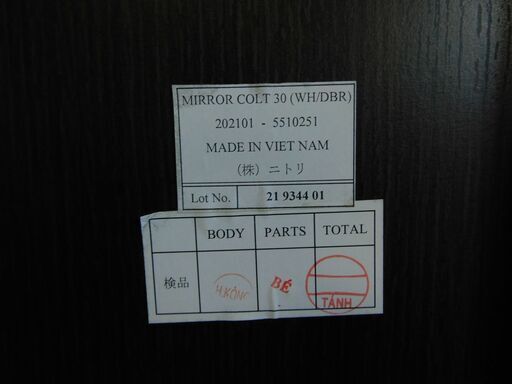 MIRROR COLT 30 (WH/DBR)
202101 - 5510251
MADE IN VIET NAM
(株) ニトリ
Lot No. 21 9344 01
BODY PARTS TOTAL
検品 H.KÔNG BÉ TÁNH